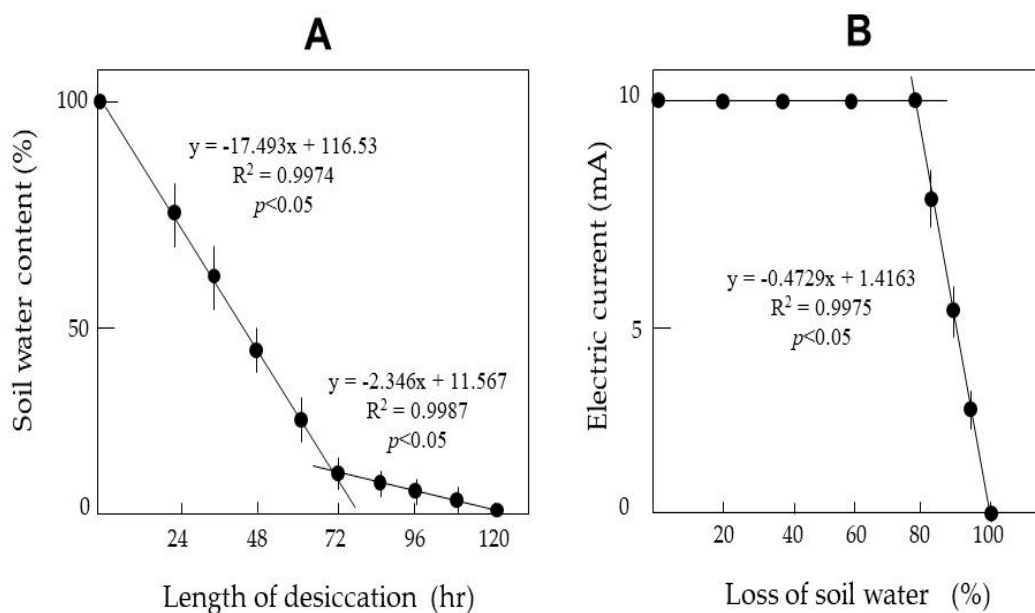 A
100
y = -17.493x + 116.53
R² = 0.9974
p<0.05
50
y = -2.346x + 11.567
R² = 0.9987
p<0.05
0
24 48 72 96 120
Soil water content (%)
Length of desiccation (hr)
B
10
y = -0.4729x + 1.4163
R² = 0.9975
p<0.05
5
0
20 40 60 80 100
Electric current (mA)
Loss of soil water (%)